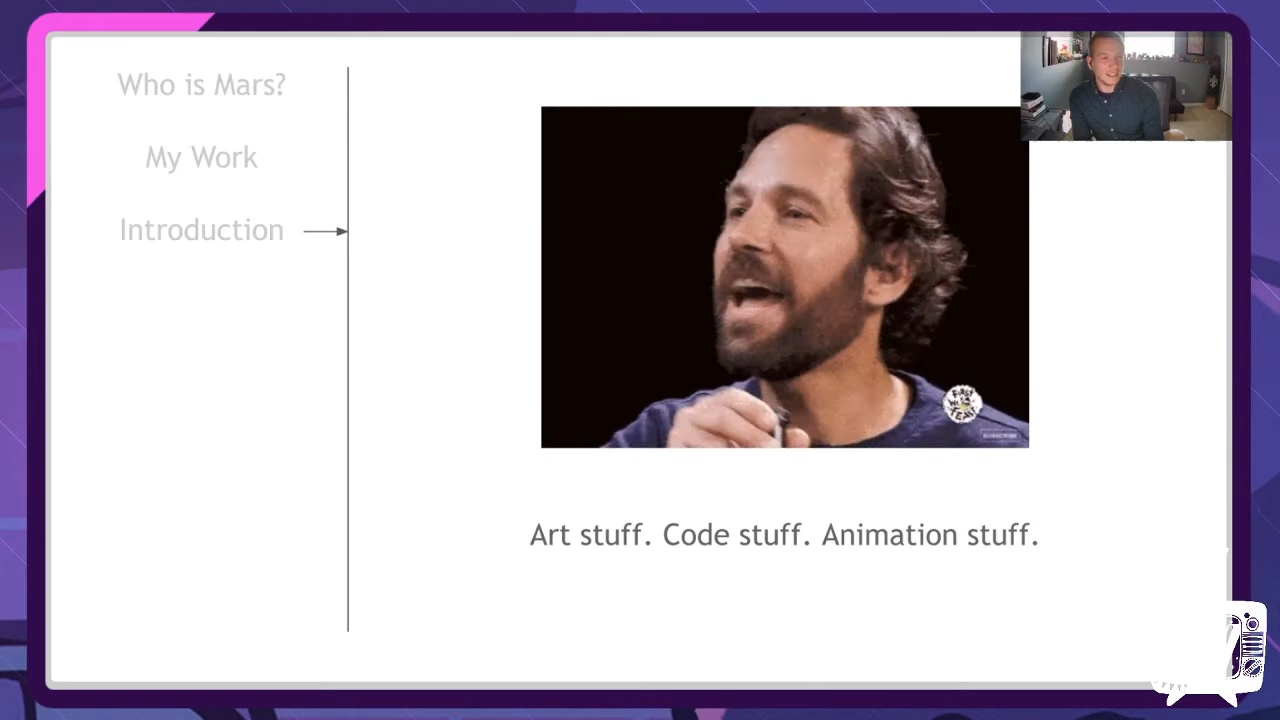 Who is Mars?
My Work
Introduction
Art stuff. Code stuff. Animation stuff.